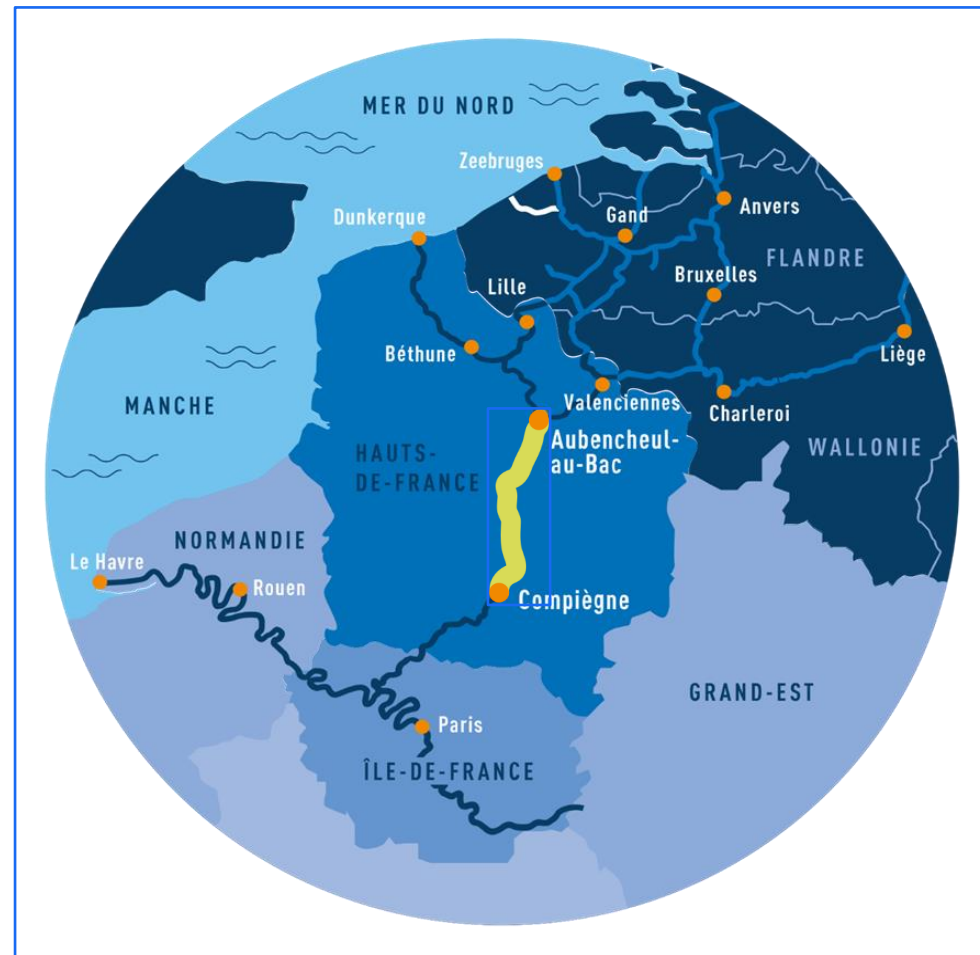 MER DU NORD
Zeebruges
Anvers
Dunkerque
Gand
FLANDRE
Bruxelles
Lille
Béthune
Liège
MANCHE
Valenciennes
Charleroi
Aubencheul-
au-Bac
WALLONIE
HAUTS-
DE-FRANCE
NORMANDIE
Le Havre
Rouen
Compiègne
GRAND-EST
Paris
ÎLE-DE-FRANCE